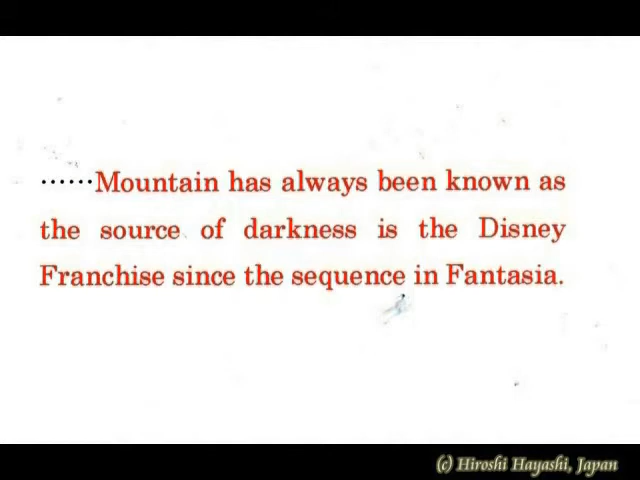 ······Mountain has always been known as
the source of darkness is the Disney
Franchise since the sequence in Fantasia.
(c) Hiroshi Hayashi, Japan